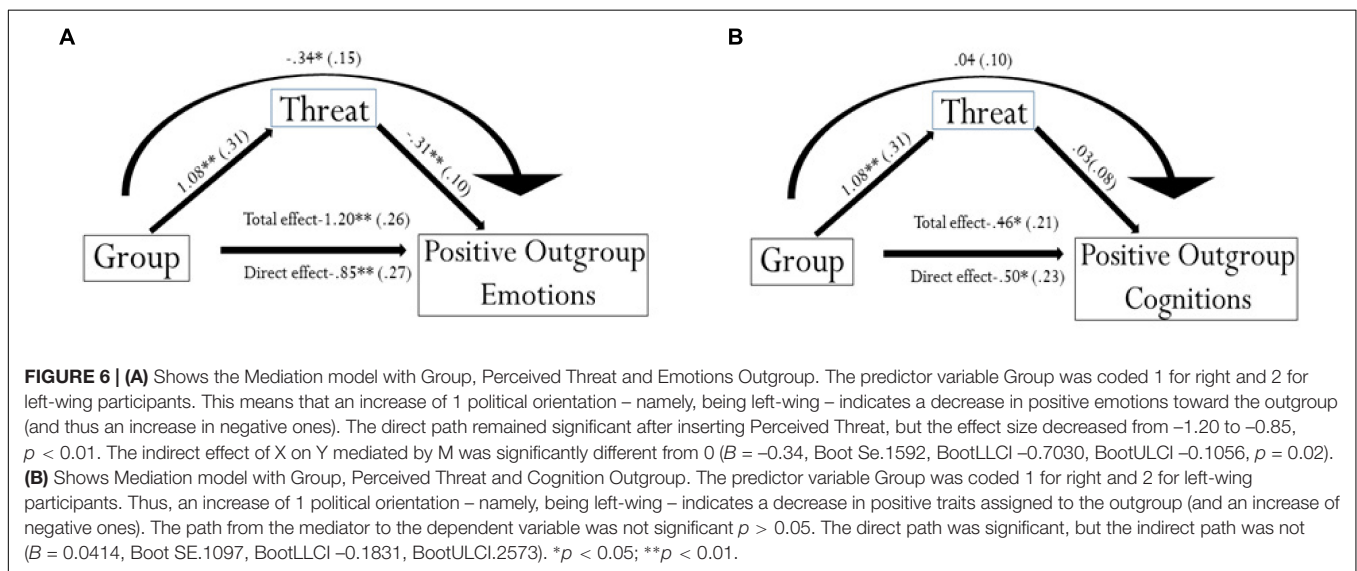 A
-.34* (.15)
Threat
1.08** (.31)
-.31** (.10)
Total effect-1.20** (.26)
Group
Direct effect-.85** (.27)
Positive Outgroup
Emotions
B
.04 (.10)
Threat
1.08** (.31)
.03(.08)
Total effect-.46* (.21)
Group
Direct effect-.50* (.23)
Positive Outgroup
Cognitions
FIGURE 6 | (A) Shows the Mediation model with Group, Perceived Threat and Emotions Outgroup. The predictor variable Group was coded 1 for right and 2 for
left-wing participants. This means that an increase of 1 political orientation – namely, being left-wing – indicates a decrease in positive emotions toward the outgroup
(and thus an increase in negative ones). The direct path remained significant after inserting Perceived Threat, but the effect size decreased from –1.20 to –0.85,
p < 0.01. The indirect effect of X on Y mediated by M was significantly different from 0 (B = –0.34, Boot Se.1592, BootLLCI –0.7030, BootULCI –0.1056, p = 0.02).
(B) Shows Mediation model with Group, Perceived Threat and Cognition Outgroup. The predictor variable Group was coded 1 for right and 2 for left-wing
participants. Thus, an increase of 1 political orientation – namely, being left-wing – indicates a decrease in positive traits assigned to the outgroup (and an increase of
negative ones). The path from the mediator to the dependent variable was not significant p > 0.05. The direct path was significant, but the indirect path was not
(B = 0.0414, Boot SE.1097, BootLLCI –0.1831, BootULCI.2573). *p < 0.05; **p < 0.01.